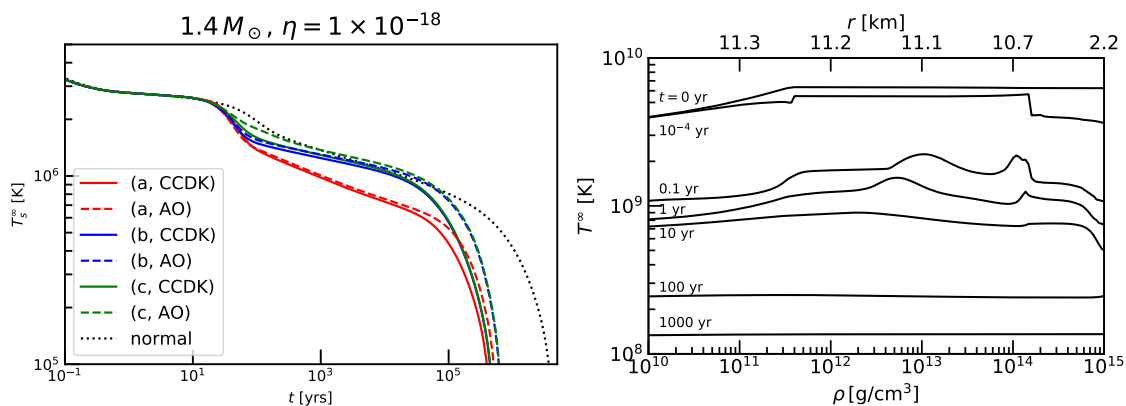 1.4 M⊙, η = 1 × 10⁻¹⁸
T_s^∞ [K]
10⁶
10⁵
(a, CCDK)
(a, AO)
(b, CCDK)
(b, AO)
(c, CCDK)
(c, AO)
normal
10⁻¹ 10¹ 10³ 10⁵
t [yrs]
r [km]
11.3 11.2 11.1 10.7 2.2
T^∞ [K]
10¹⁰
10⁹
10⁸
t = 0 yr
10⁻⁴ yr
0.1 yr
1 yr
10 yr
100 yr
1000 yr
10¹⁰ 10¹¹ 10¹² 10¹³ 10¹⁴ 10¹⁵
ρ [g/cm³]